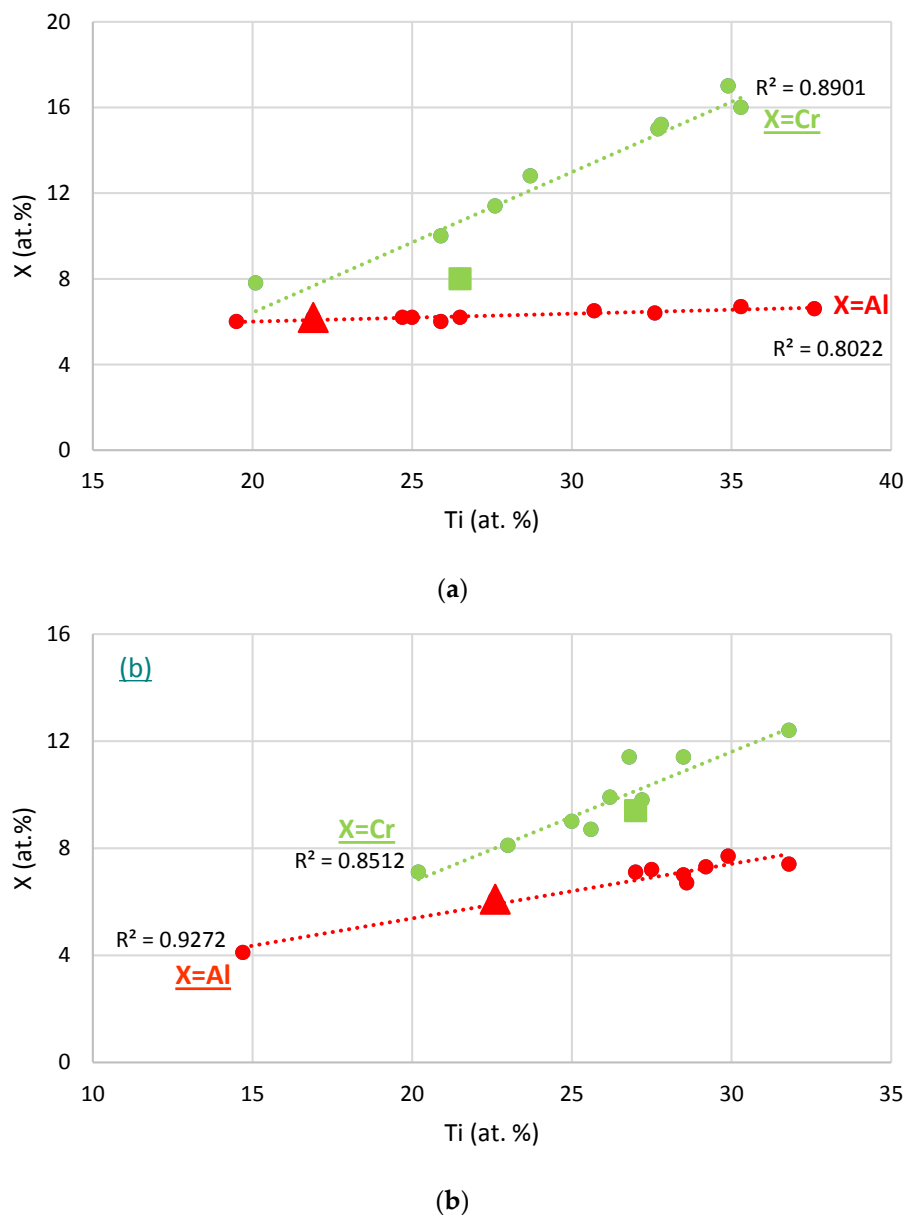 20
16
12
8
4
0
X (at.%)
R² = 0.8901
X=Cr
X=Al
R² = 0.8022
15 20 25 30 35 40
Ti (at. %)
(a)
16
12
8
4
0
X (at.%)
(b)
X=Cr
R² = 0.8512
R² = 0.9272
X=Al
10 15 20 25 30 35
Ti (at. %)
(b)